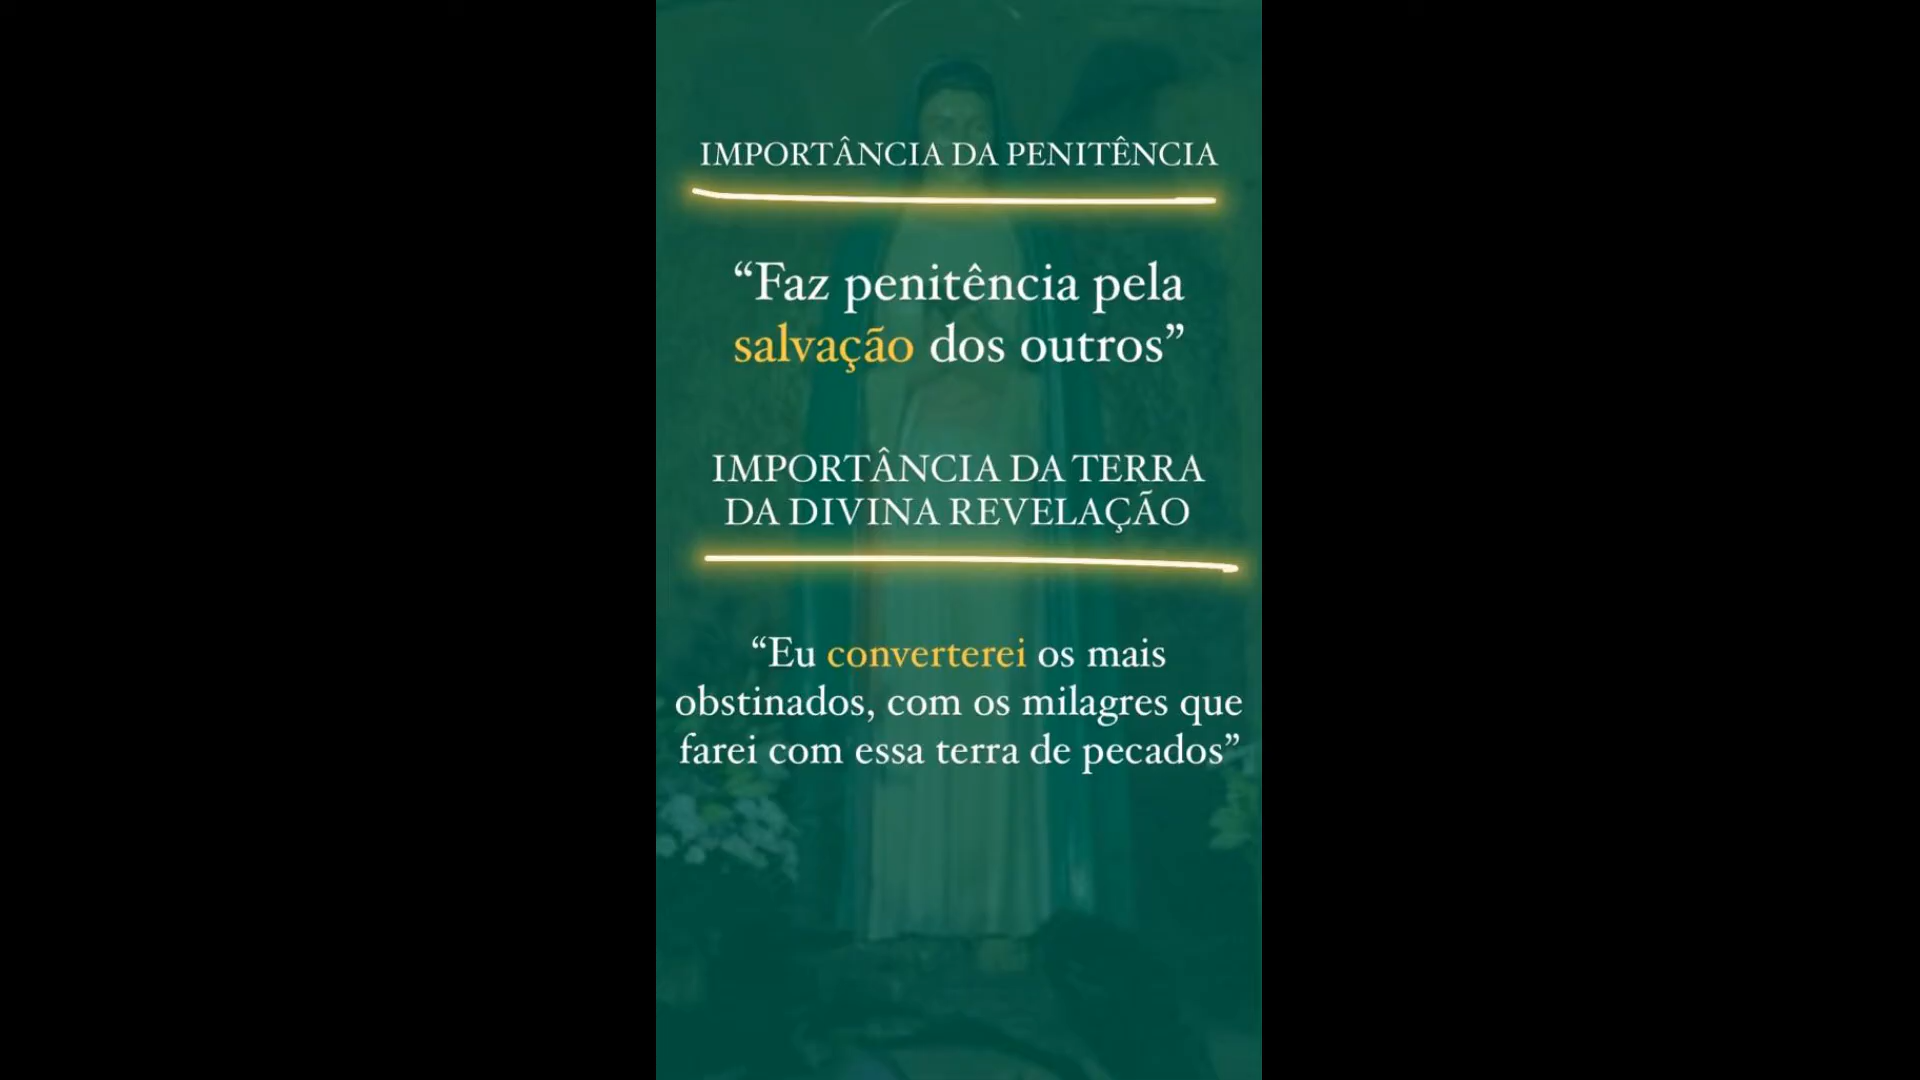 IMPORTÂNCIA DA PENITÊNCIA
“Faz penitência pela
salvação dos outros”
IMPORTÂNCIA DA TERRA
DA DIVINA REVELAÇÃO
“Eu converterei os mais
obstinados, com os milagres que
farei com essa terra de pecados”